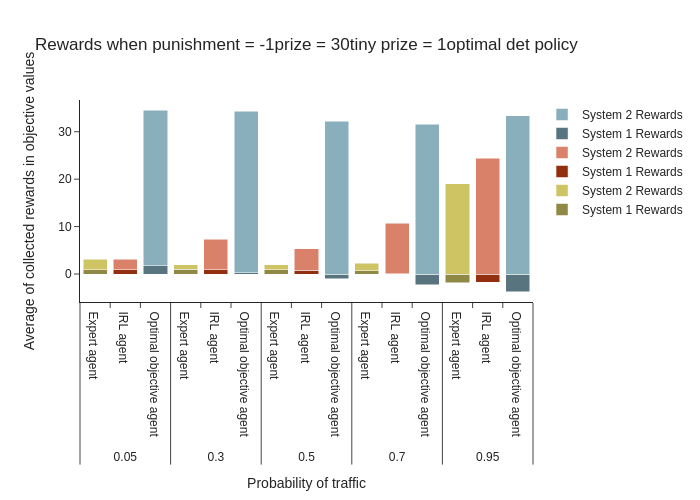 Rewards when punishment = -1prize = 30tiny prize = 1optimal det policy
Average of collected rewards in objective values
30
20
10
0
System 2 Rewards
System 1 Rewards
System 2 Rewards
System 1 Rewards
System 2 Rewards
System 1 Rewards
Expert agent
IRL agent
Optimal objective agent
Expert agent
IRL agent
Optimal objective agent
Expert agent
IRL agent
Optimal objective agent
Expert agent
IRL agent
Optimal objective agent
Expert agent
IRL agent
Optimal objective agent
0.05
0.3
0.5
0.7
0.95
Probability of traffic